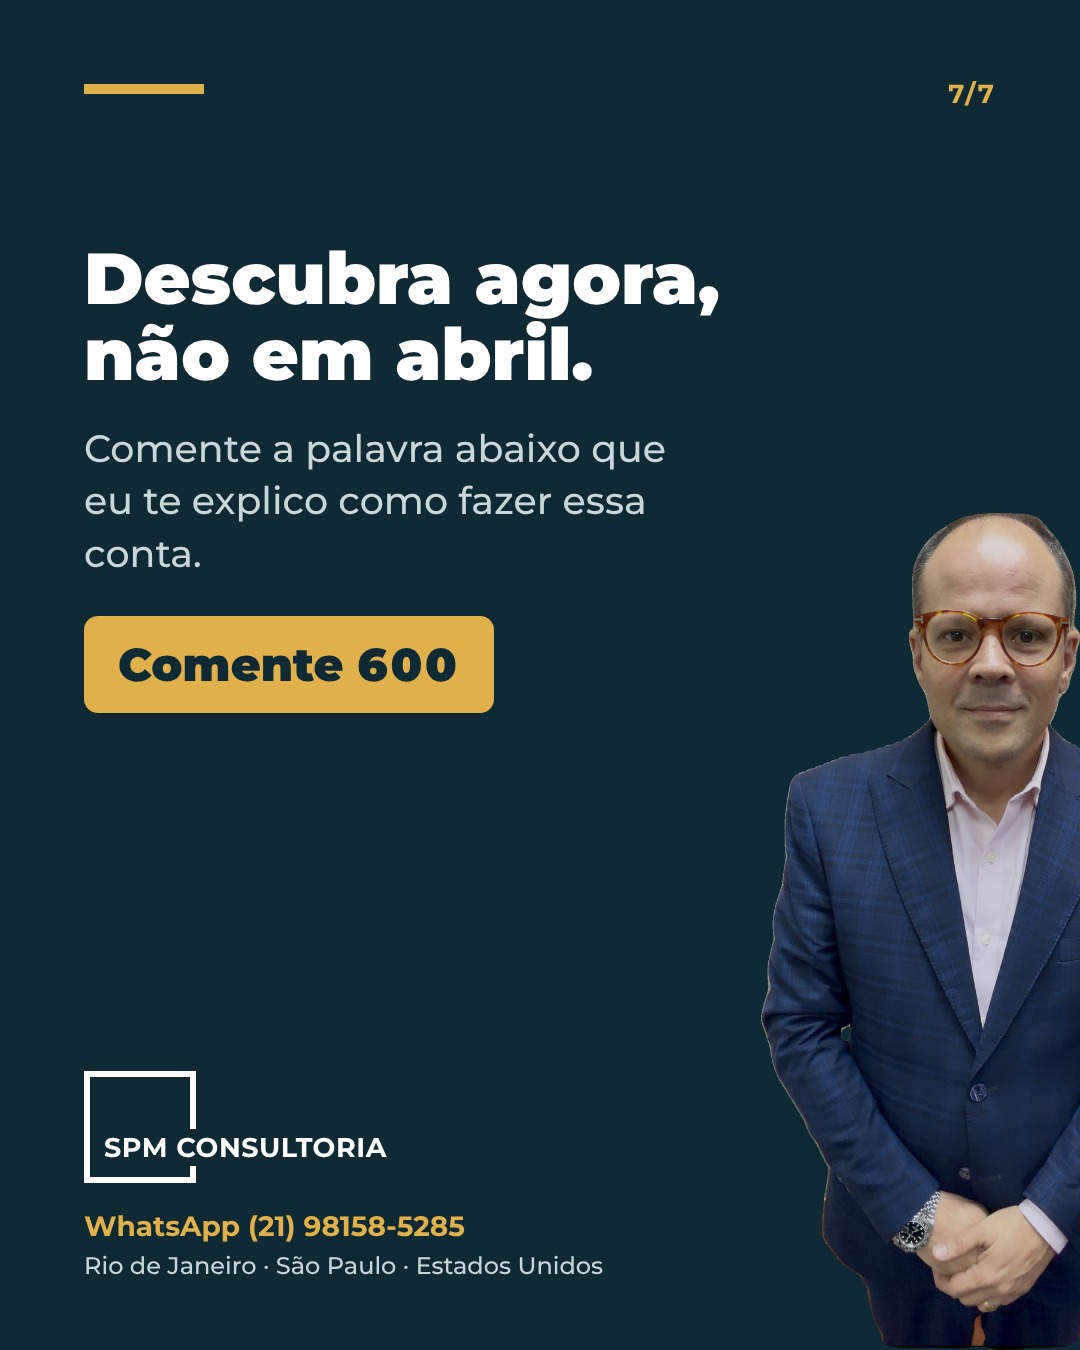 7/7
Descubra agora,
não em abril.
Comente a palavra abaixo que
eu te explico como fazer essa
conta.
Comente 600
SPM CONSULTORIA
WhatsApp (21) 98158-5285
Rio de Janeiro · São Paulo · Estados Unidos